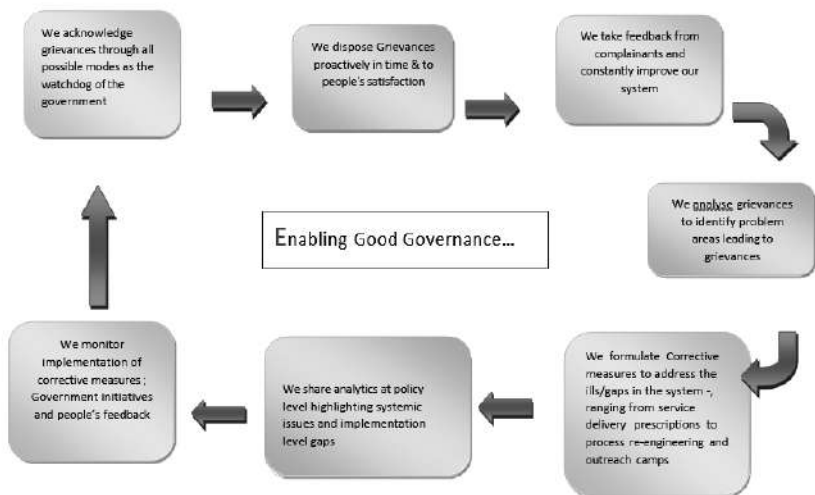 We acknowledge
grievances through all
possible modes as the
watchdog of the
government
We dispose Grievances
proactively in time & to
people's satisfaction
We take feedback from
complainants and
constantly improve our
system
We analyse grievances
to identify problem
areas leading to
grievances
Enabling Good Governance...
We formulate Corrective
measures to address the
ills/gaps in the system -,
ranging from service
delivery prescriptions to
process re-engineering and
outreach camps
We share analytics at policy
level highlighting systemic
issues and implementation
level gaps
We monitor
implementation of
corrective measures ;
Government initiatives
and people's feedback